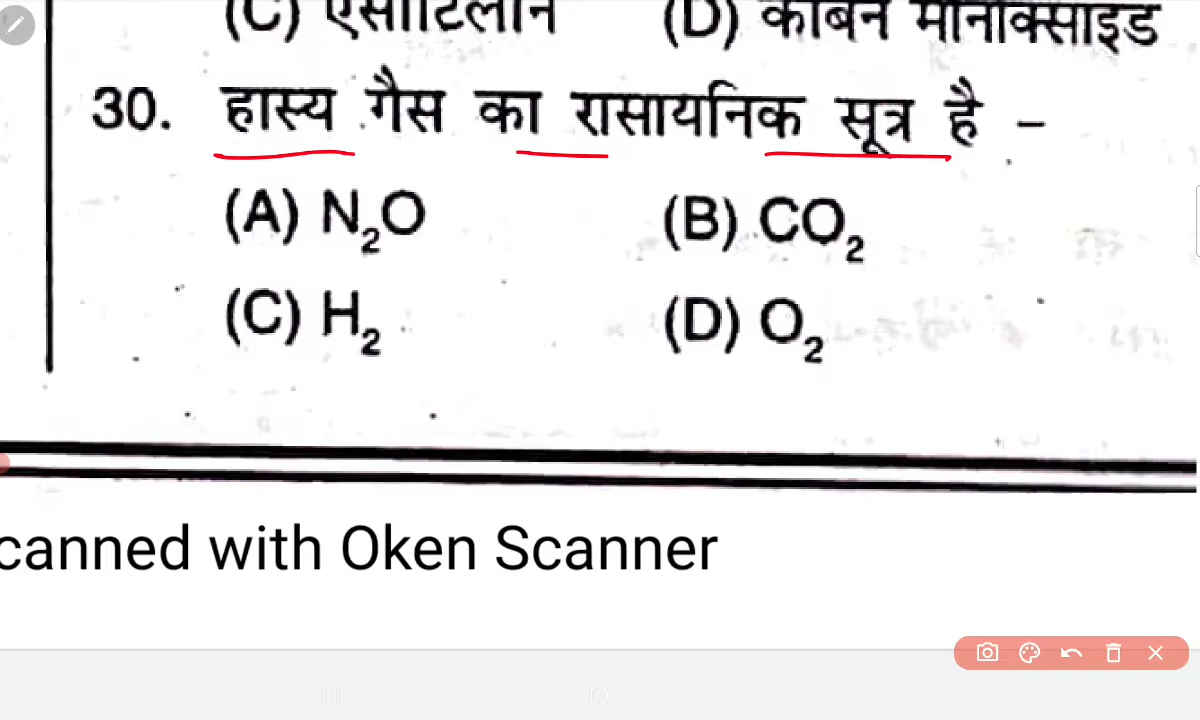 (C) एसीटिलीन (D) कार्बन मोनोक्साइड
30. हास्य गैस का रासायनिक सूत्र है –
(A) N₂O (B) CO₂
(C) H₂ (D) O₂
canned with Oken Scanner